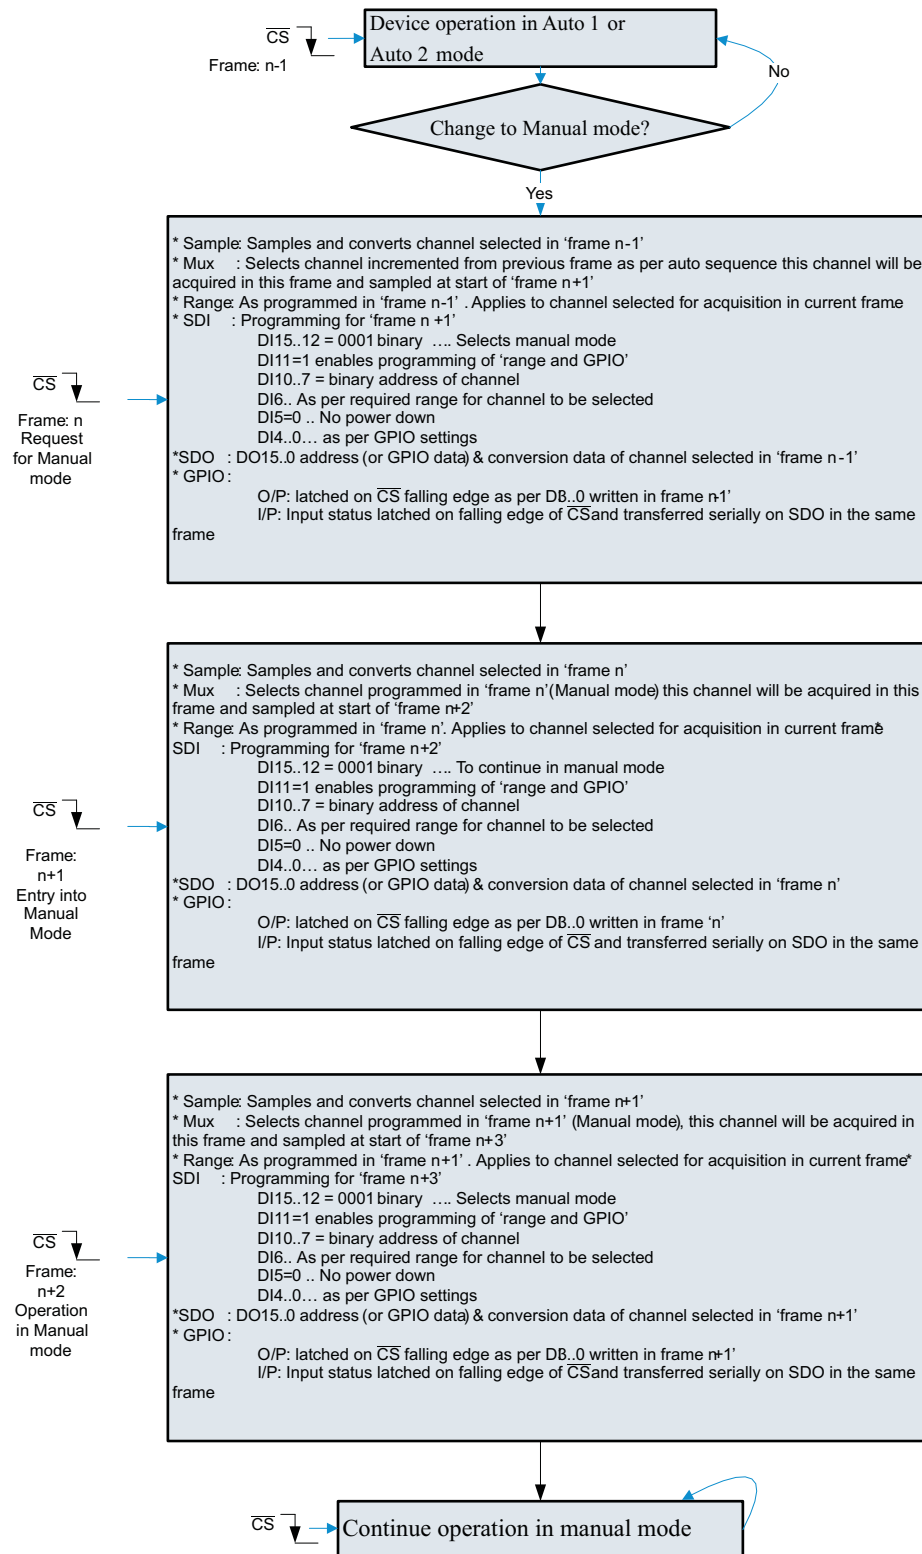 Device operation in Auto 1 or
Auto 2 mode
CS
Frame: n-1
No
Change to Manual mode?
Yes
* Sample: Samples and converts channel selected in ‘frame n-1’
* Mux : Selects channel incremented from previous frame as per auto sequence this channel will be
acquired in this frame and sampled at start of ‘frame n+1’
* Range: As programmed in ‘frame n-1’ . Applies to channel selected for acquisition in current frame
* SDI : Programming for ‘frame n +1’
DI15..12 = 0001 binary …. Selects manual mode
DI11=1 enables programming of ‘range and GPIO’
DI10..7 = binary address of channel
DI6.. As per required range for channel to be selected
DI5=0 .. No power down
DI4..0… as per GPIO settings
*SDO : DO15..0 address (or GPIO data) & conversion data of channel selected in ‘frame n-1’
* GPIO :
O/P: latched on CS falling edge as per DB..0 written in frame n-1’
I/P: Input status latched on falling edge of CS and transferred serially on SDO in the same
frame
CS
Frame: n
Request
for Manual
mode
* Sample: Samples and converts channel selected in ‘frame n’
* Mux : Selects channel programmed in ‘frame n’(Manual mode) this channel will be acquired in this
frame and sampled at start of ‘frame n+2’
* Range: As programmed in ‘frame n’. Applies to channel selected for acquisition in current frame*
SDI : Programming for ‘frame n+2’
DI15..12 = 0001 binary …. To continue in manual mode
DI11=1 enables programming of ‘range and GPIO’
DI10..7 = binary address of channel
DI6.. As per required range for channel to be selected
DI5=0 .. No power down
DI4..0… as per GPIO settings
*SDO : DO15..0 address (or GPIO data) & conversion data of channel selected in ‘frame n’
* GPIO :
O/P: latched on CS falling edge as per DB..0 written in frame ‘n’
I/P: Input status latched on falling edge of CS and transferred serially on SDO in the same
frame
CS
Frame:
n+1
Entry into
Manual
Mode
* Sample: Samples and converts channel selected in ‘frame n+1’
* Mux : Selects channel programmed in ‘frame n+1’ (Manual mode), this channel will be acquired in
this frame and sampled at start of ‘frame n+3’
* Range: As programmed in ‘frame n+1’ . Applies to channel selected for acquisition in current frame*
SDI : Programming for ‘frame n+3’
DI15..12 = 0001 binary …. Selects manual mode
DI11=1 enables programming of ‘range and GPIO’
DI10..7 = binary address of channel
DI6.. As per required range for channel to be selected
DI5=0 .. No power down
DI4..0… as per GPIO settings
*SDO : DO15..0 address (or GPIO data) & conversion data of channel selected in ‘frame n+1’
* GPIO :
O/P: latched on CS falling edge as per DB..0 written in frame n+1’
I/P: Input status latched on falling edge of CS and transferred serially on SDO in the same
frame
CS
Frame:
n+2
Operation
in Manual
mode
CS
Continue operation in manual mode